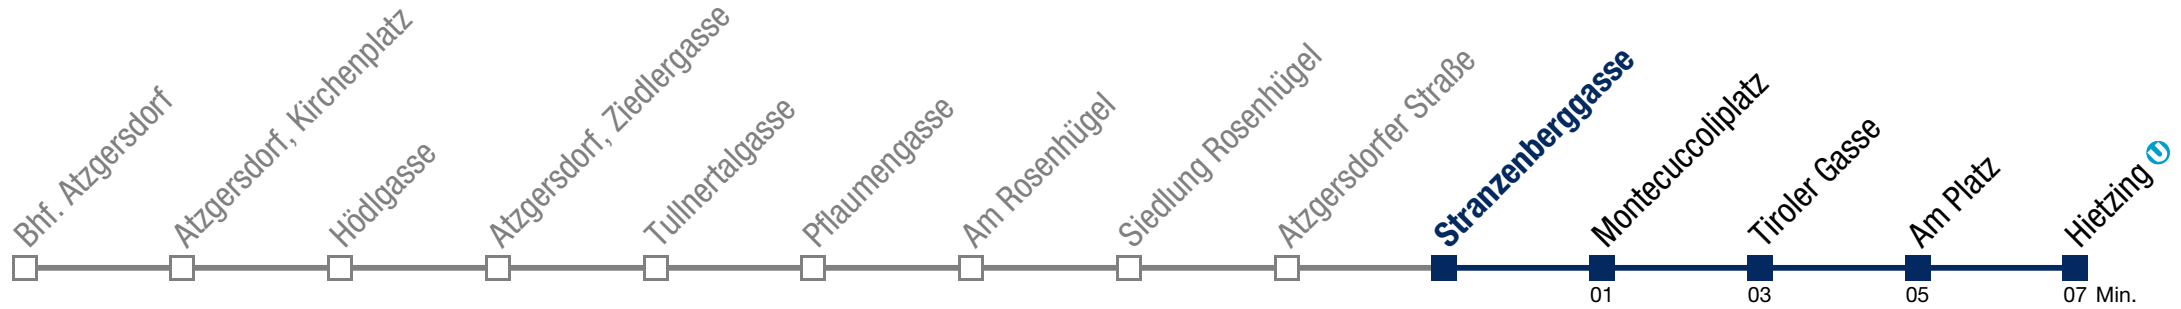 Bhf. Atzgersdorf
Atzgersdorf, Kirchenplatz
Hödlgasse
Atzgersdorf, Ziedlergasse
Tullnertalgasse
Pflaumengasse
Am Rosenhügel
Siedlung Rosenhügel
Atzgersdorfer Straße
Stranzenberggasse
Montecuccoliplatz
Tiroler Gasse
Am Platz
Hietzing U
01 03 05 07 Min.